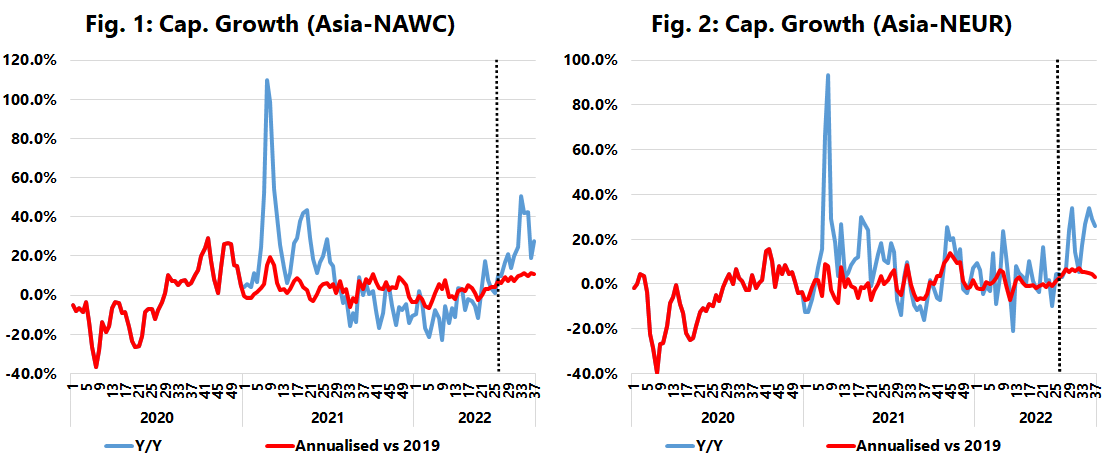 Fig. 1: Cap. Growth (Asia-NAWC)
120.0%
100.0%
80.0%
60.0%
40.0%
20.0%
0.0%
-20.0%
-40.0%
1 5 9 13 17 21 25 29 33 37 41 45 49 1 5 9 13 17 21 25 29 33 37 41 45 49 1 5 9 13 17 21 25 29 33 37
2020 2021 2022
Y/Y Annualised vs 2019
Fig. 2: Cap. Growth (Asia-NEUR)
100.0%
80.0%
60.0%
40.0%
20.0%
0.0%
-20.0%
-40.0%
1 5 9 13 17 21 25 29 33 37 41 45 49 1 5 9 13 17 21 25 29 33 37 41 45 49 1 5 9 13 17 21 25 29 33 37
2020 2021 2022
Y/Y Annualised vs 2019